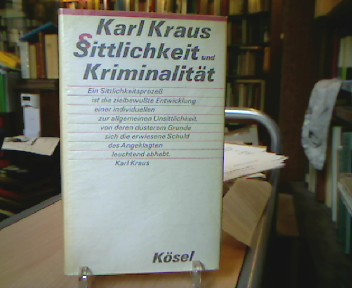 Karl Kraus
§ittlichkeit und
Kriminalität
Ein Sittlichkeitsprozeß
ist die zielbewußte Entwicklung
einer individuellen
zur allgemeinen Unsittlichkeit,
von deren düsterem Grunde
sich die erwiesene Schuld
des Angeklagten
leuchtend abhebt.
Karl Kraus
Kösel